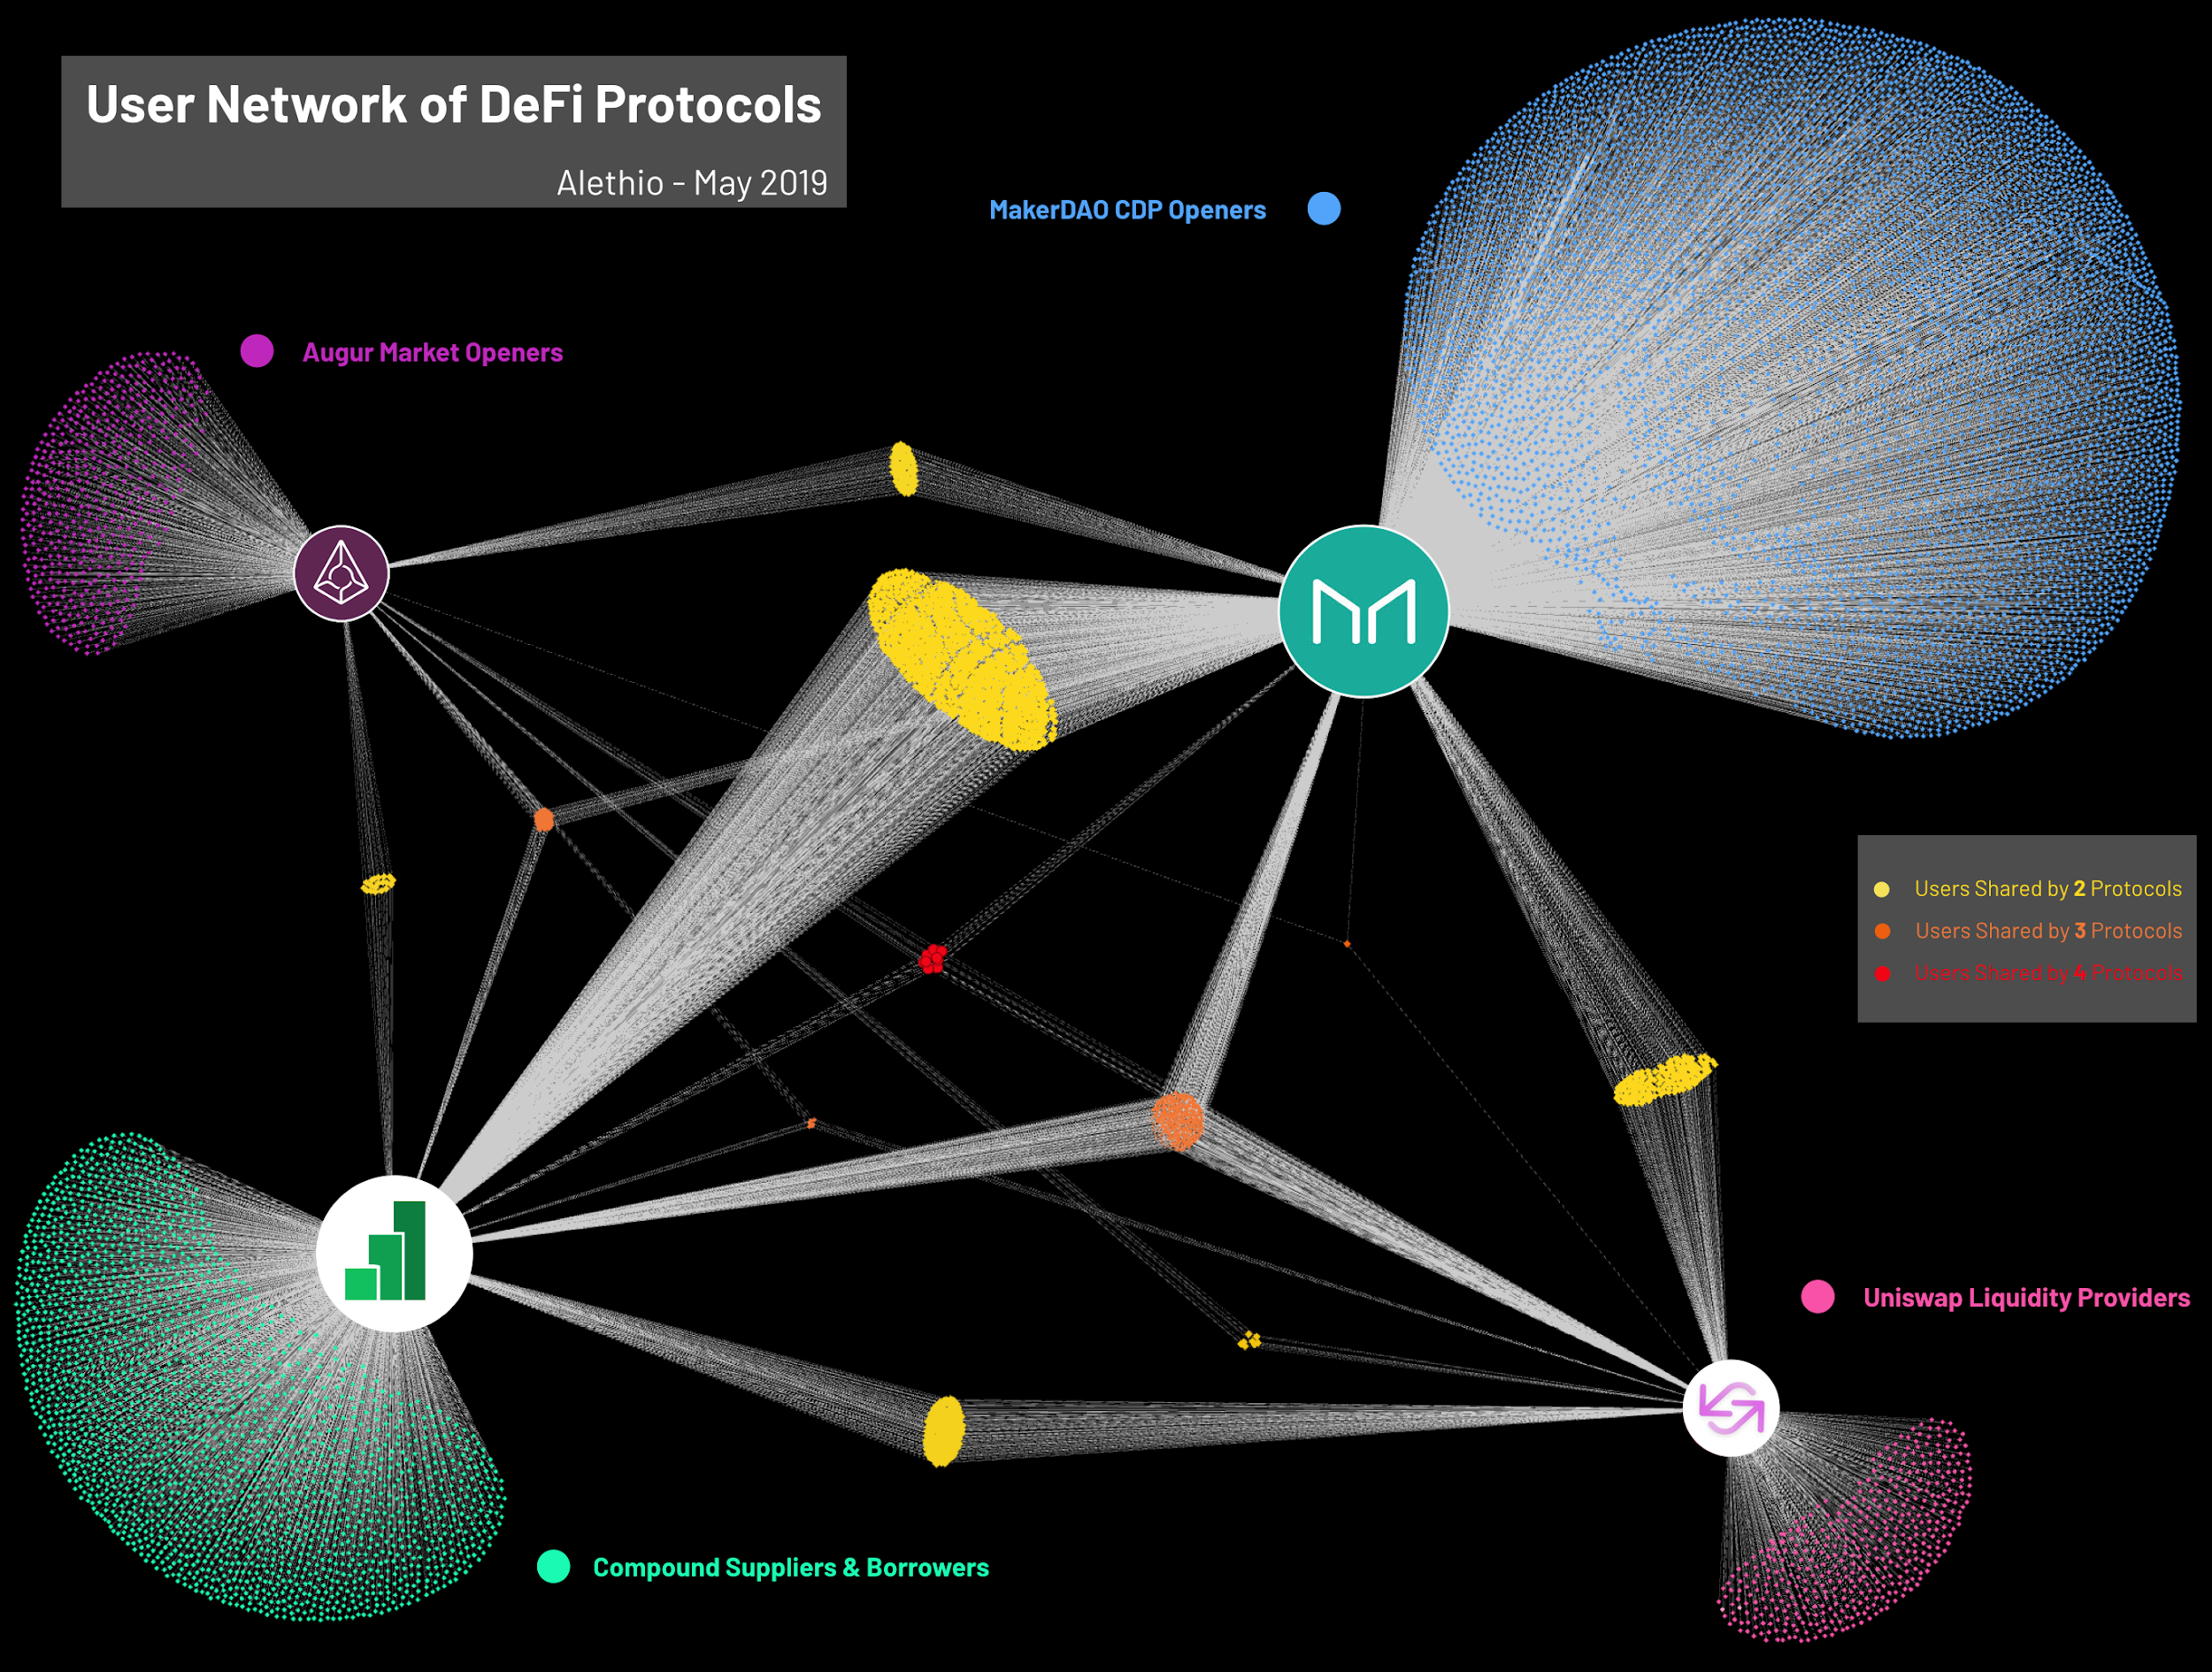 User Network of DeFi Protocols
Alethio - May 2019
MakerDAO CDP Openers
Augur Market Openers
Users Shared by 2 Protocols
Users Shared by 3 Protocols
Users Shared by 4 Protocols
Uniswap Liquidity Providers
Compound Suppliers & Borrowers